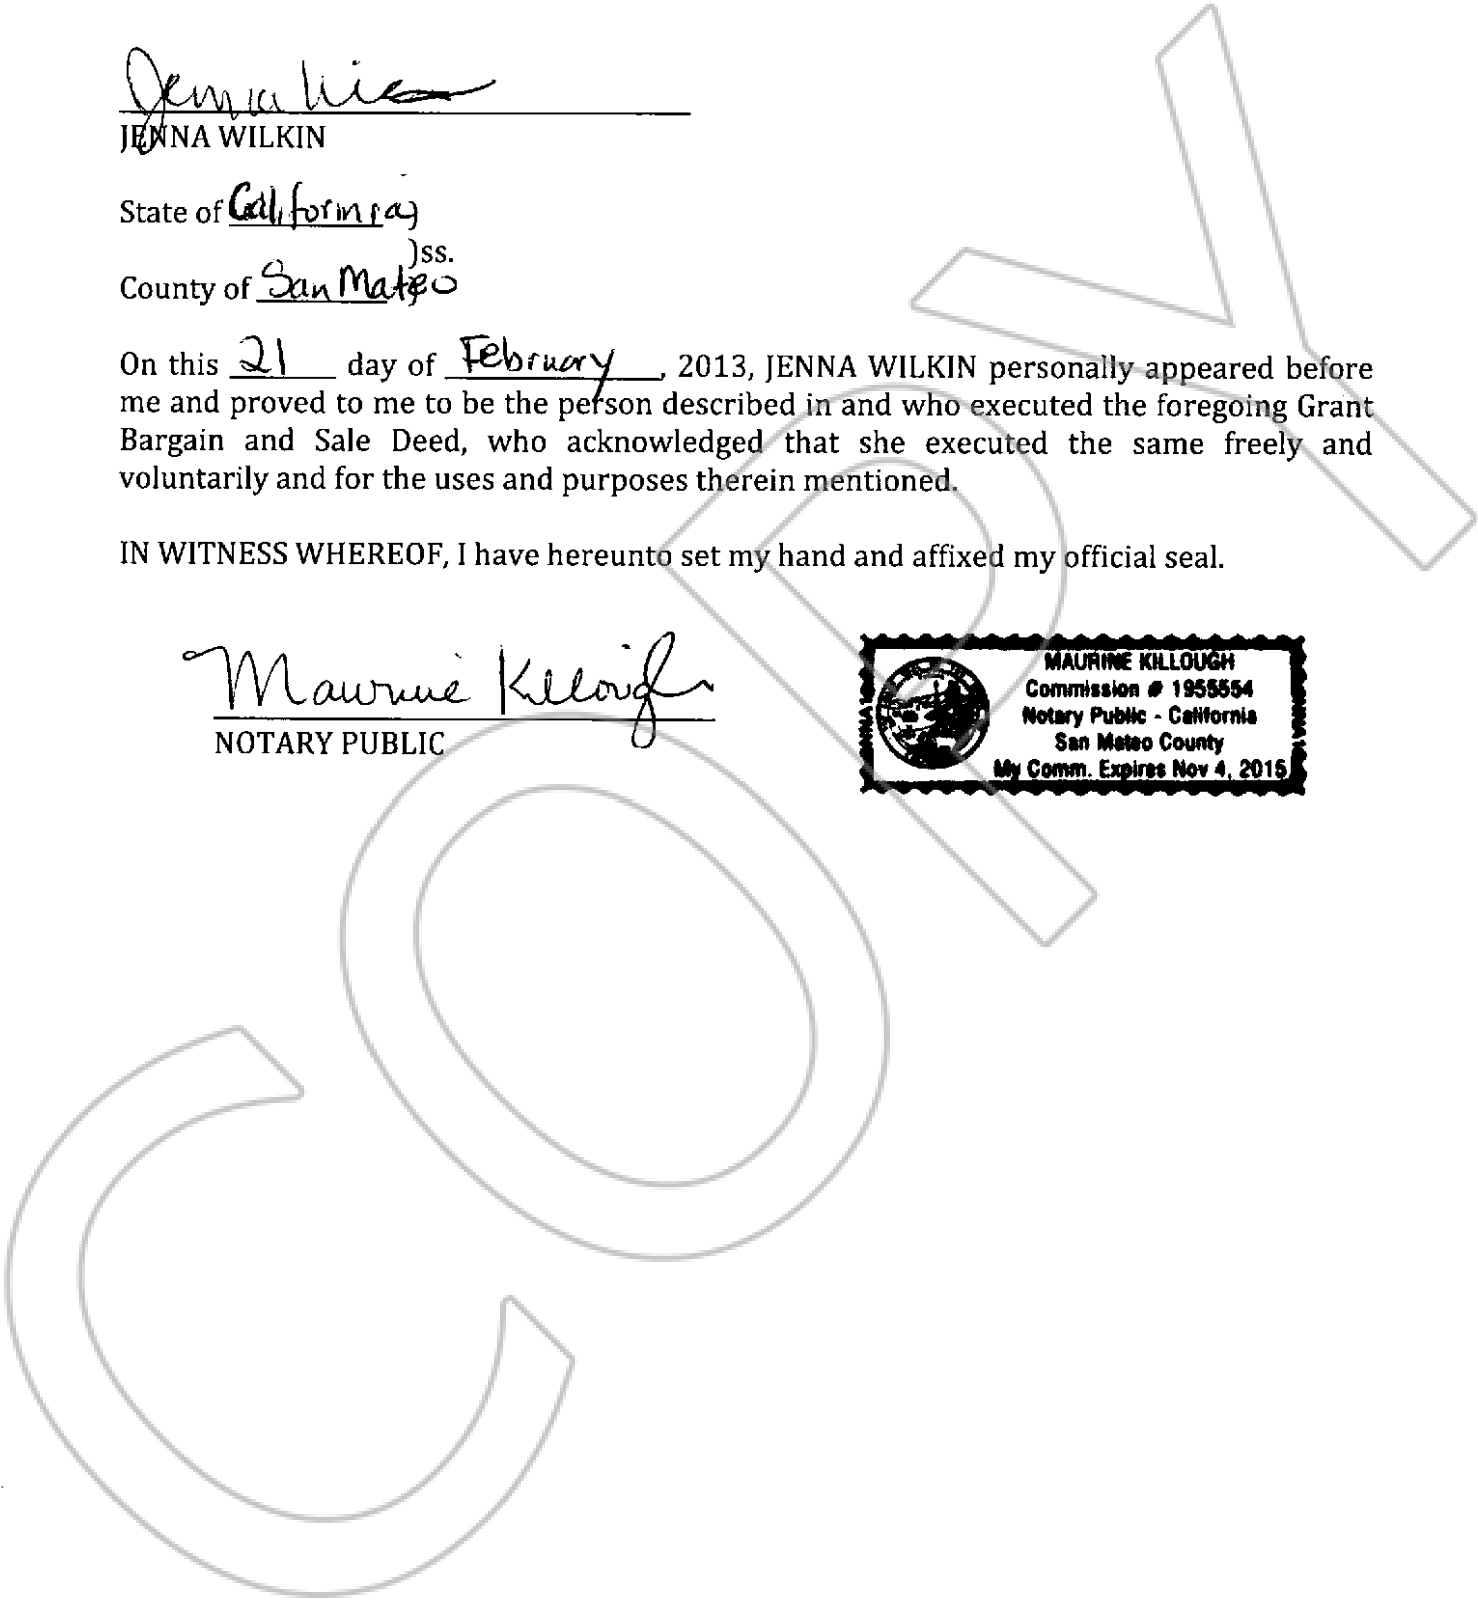 Jenna Wilkin
JENNA WILKIN
State of California )
)ss.
County of San Mateo )
On this 21 day of February, 2013, JENNA WILKIN personally appeared before
me and proved to me to be the person described in and who executed the foregoing Grant
Bargain and Sale Deed, who acknowledged that she executed the same freely and
voluntarily and for the uses and purposes therein mentioned.
IN WITNESS WHEREOF, I have hereunto set my hand and affixed my official seal.
Maurine Killough
NOTARY PUBLIC
MAURINE KILLOUGH
Commission # 1955554
Notary Public - California
San Mateo County
My Comm. Expires Nov 4, 2015
COPY